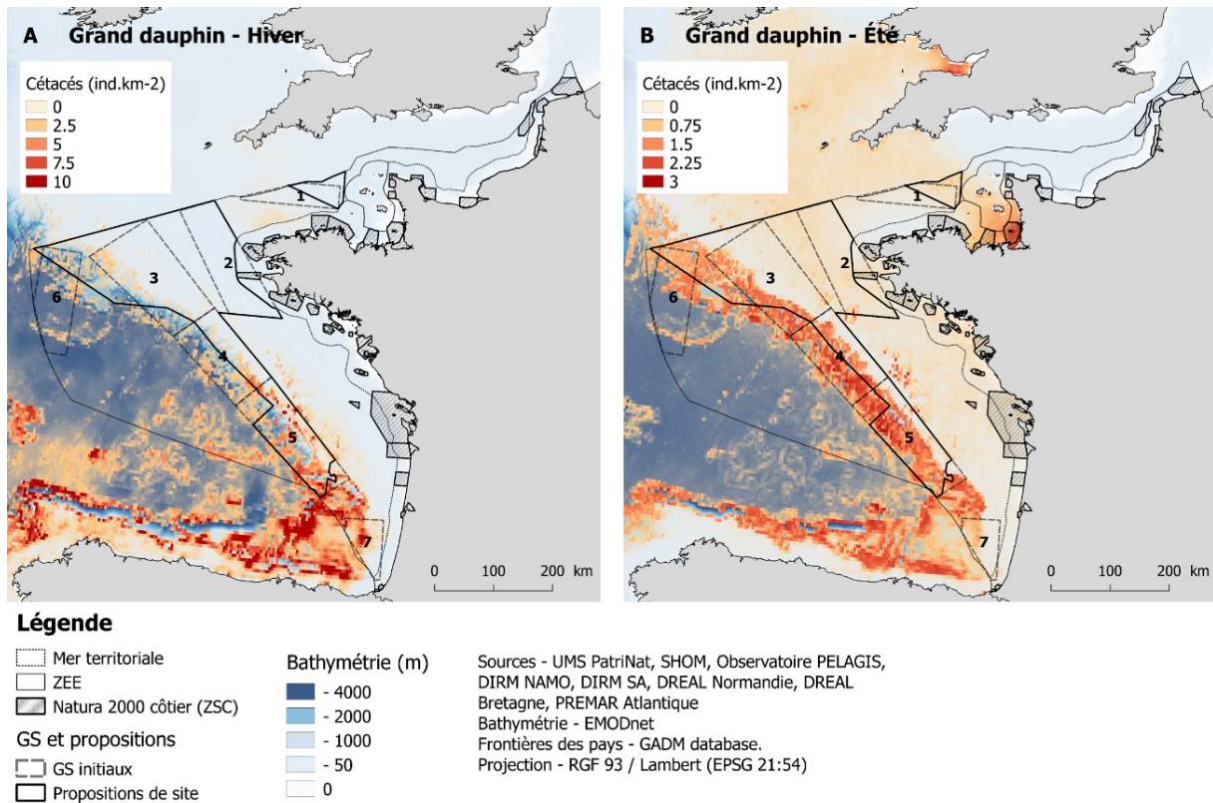 A Grand dauphin - Hiver
Cétacés (ind.km-2)
0
2.5
5
7.5
10
1
2
3
4
5
6
7
0 100 200 km
B Grand dauphin - Été
Cétacés (ind.km-2)
0
0.75
1.5
2.25
3
1
2
3
4
5
6
7
0 100 200 km
Légende
Mer territoriale
ZEE
Natura 2000 côtier (ZSC)
GS et propositions
GS initiaux
Propositions de site
Bathymétrie (m)
- 4000
- 2000
- 1000
- 50
0
Sources - UMS PatriNat, SHOM, Observatoire PELAGIS,
DIRM NAMO, DIRM SA, DREAL Normandie, DREAL
Bretagne, PREMAR Atlantique
Bathymétrie - EMODnet
Frontières des pays - GADM database.
Projection - RGF 93 / Lambert (EPSG 21:54)